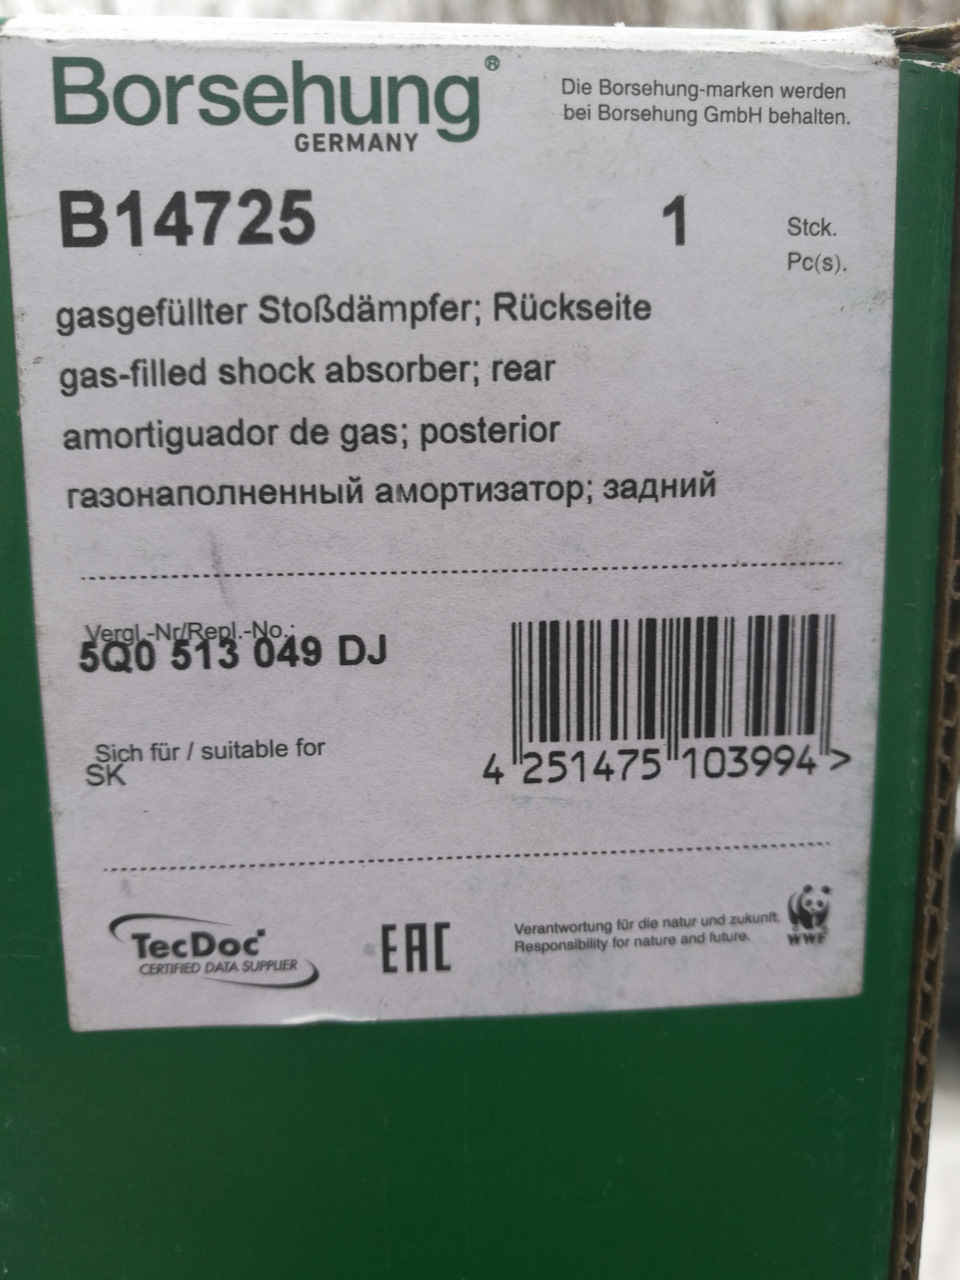 Borsehung®
GERMANY
Die Borsehung-marken werden
bei Borsehung GmbH behalten.
B14725
1
Stck.
Pc(s).
gasgefüllter Stoßdämpfer; Rückseite
gas-filled shock absorber; rear
amortiguador de gas; posterior
газонаполненный амортизатор; задний
Vergl.-Nr/Repl.-No.:
5Q0 513 049 DJ
Sich für / suitable for
SK
4 251475 103994 >
TecDoc
CERTIFIED DATA SUPPLIER
EAC
Verantwortung für die natur und zukunft.
Responsibility for nature and future.
WWF